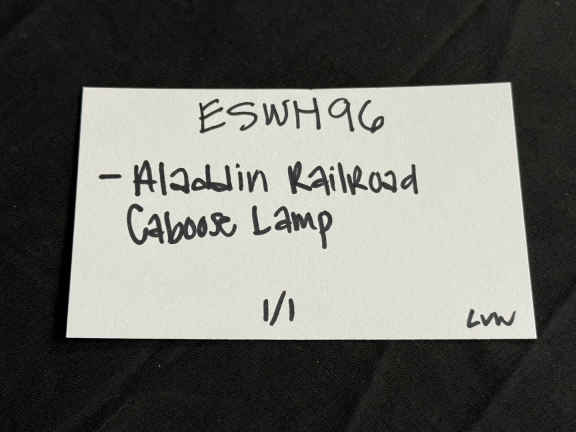 ESWH96
- Aladdin Railroad
Caboose Lamp
1/1
LVW